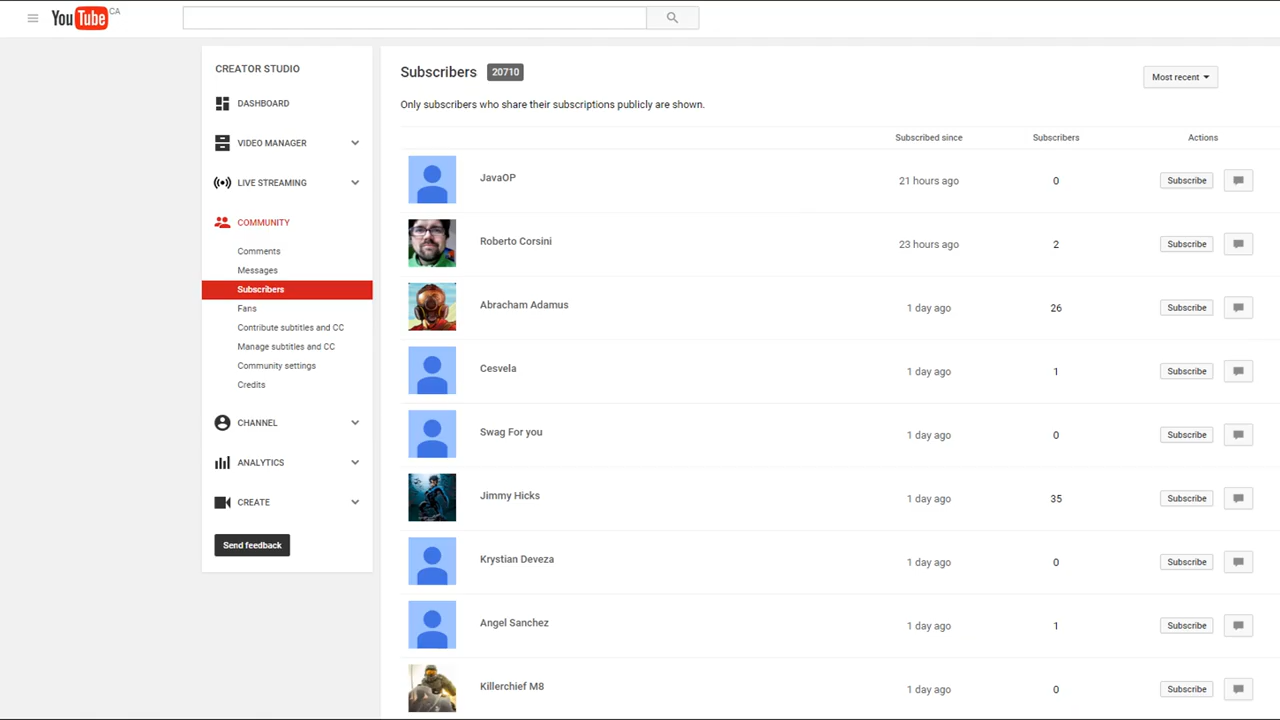 YouTube CA
CREATOR STUDIO
DASHBOARD
VIDEO MANAGER
LIVE STREAMING
COMMUNITY
Comments
Messages
Subscribers
Fans
Contribute subtitles and CC
Manage subtitles and CC
Community settings
Credits
CHANNEL
ANALYTICS
CREATE
Send feedback
Subscribers 20710
Most recent
Only subscribers who share their subscriptions publicly are shown.
Subscribed since Subscribers Actions
JavaOP 21 hours ago 0 Subscribe
Roberto Corsini 23 hours ago 2 Subscribe
Abracham Adamus 1 day ago 26 Subscribe
Cesvela 1 day ago 1 Subscribe
Swag For you 1 day ago 0 Subscribe
Jimmy Hicks 1 day ago 35 Subscribe
Krystian Deveza 1 day ago 0 Subscribe
Angel Sanchez 1 day ago 1 Subscribe
Killerchief M8 1 day ago 0 Subscribe